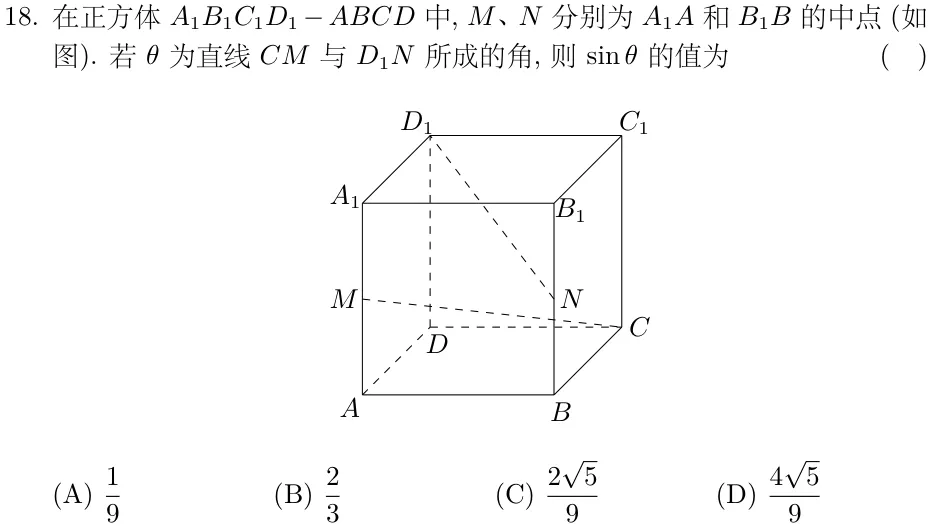 18. 在正方体 A₁B₁C₁D₁ − ABCD 中, M、N 分别为 A₁A 和 B₁B 的中点 (如
图). 若 θ 为直线 CM 与 D₁N 所成的角, 则 sin θ 的值为 ( )
D₁ C₁
A₁ B₁
M N
D C
A B
(A) 1/9 (B) 2/3 (C) 2√5/9 (D) 4√5/9